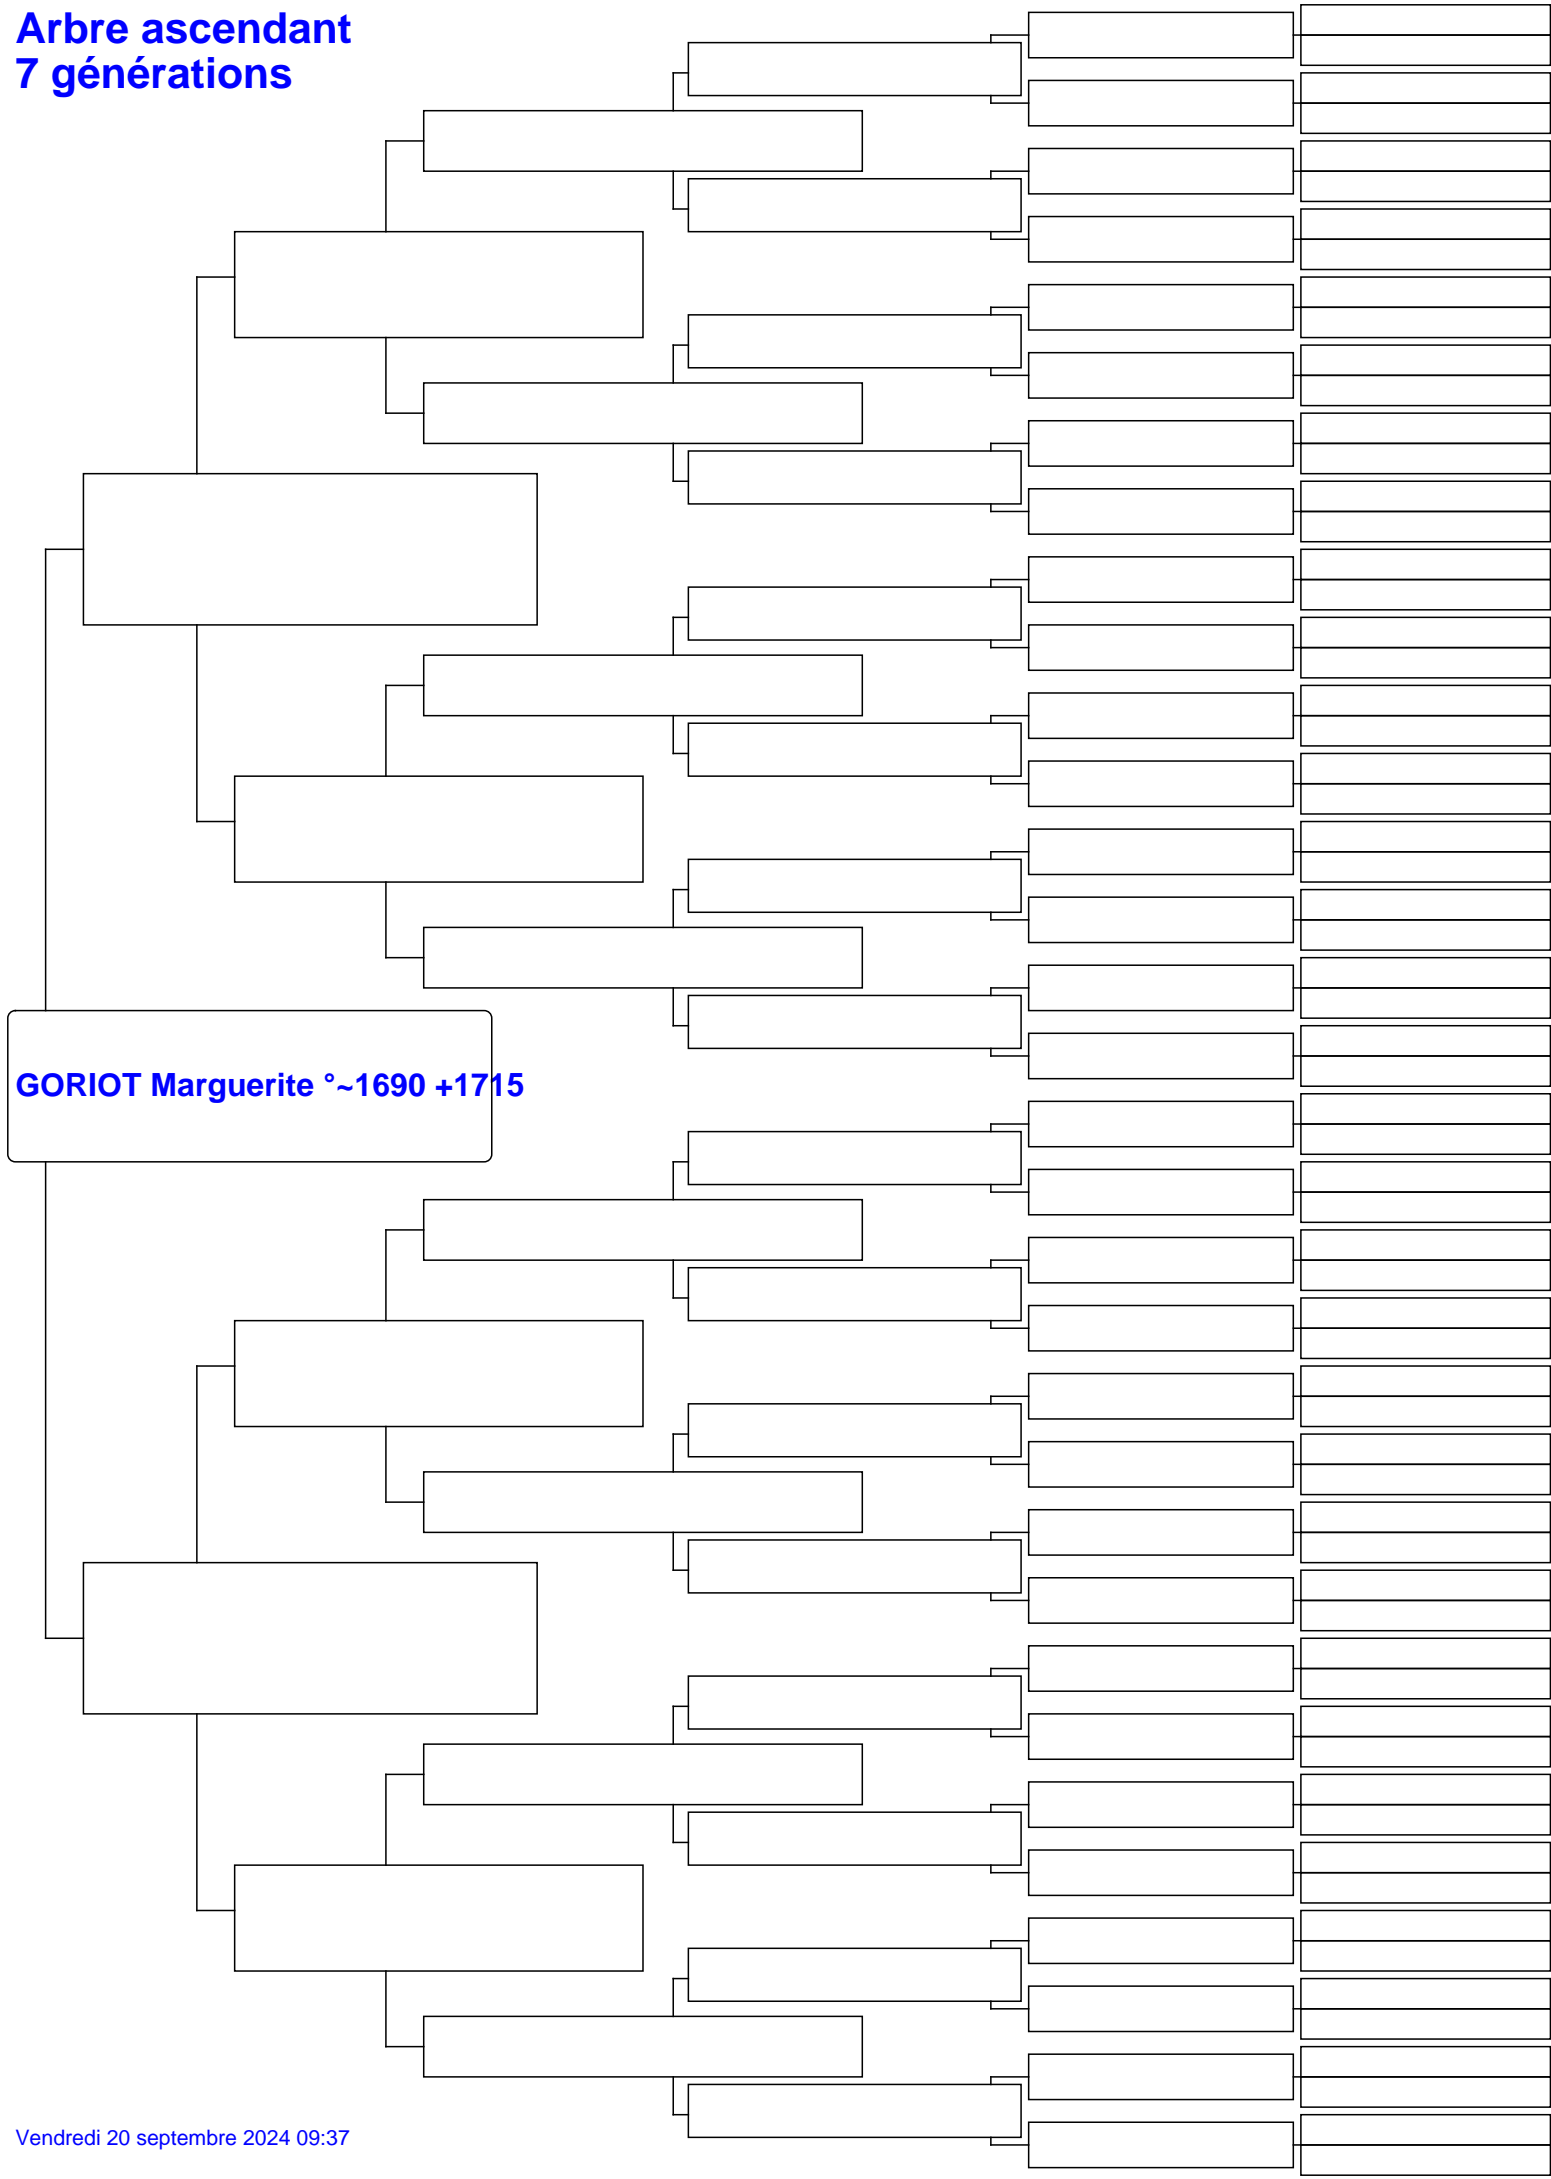 Arbre ascendant
7 générations
GORIOT Marguerite °~1690 +1715
Vendredi 20 septembre 2024 09:37